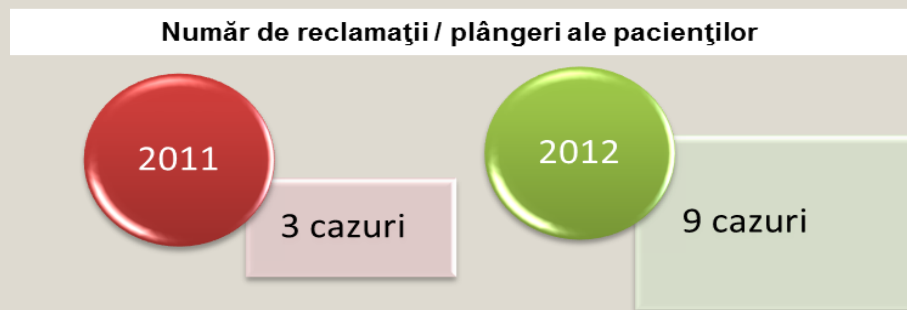 Număr de reclamaţii / plângeri ale pacienţilor
2011
3 cazuri
2012
9 cazuri